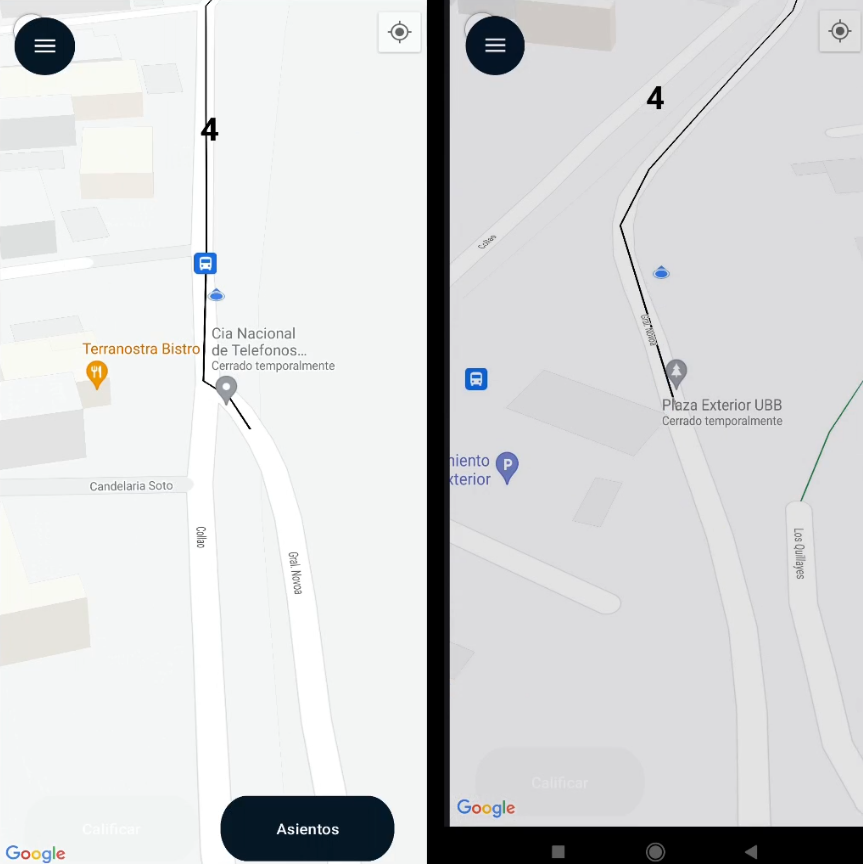 4
Terranostra Bistro
Cia Nacional
de Telefonos...
Cerrado temporalmente
Candelaria Soto
Collao
Gral. Novoa
Calificar
Asientos
Google
4
Collao
Gral. Novoa
Plaza Exterior UBB
Cerrado temporalmente
niento
xterior
P
Los Quillayes
Calificar
Google